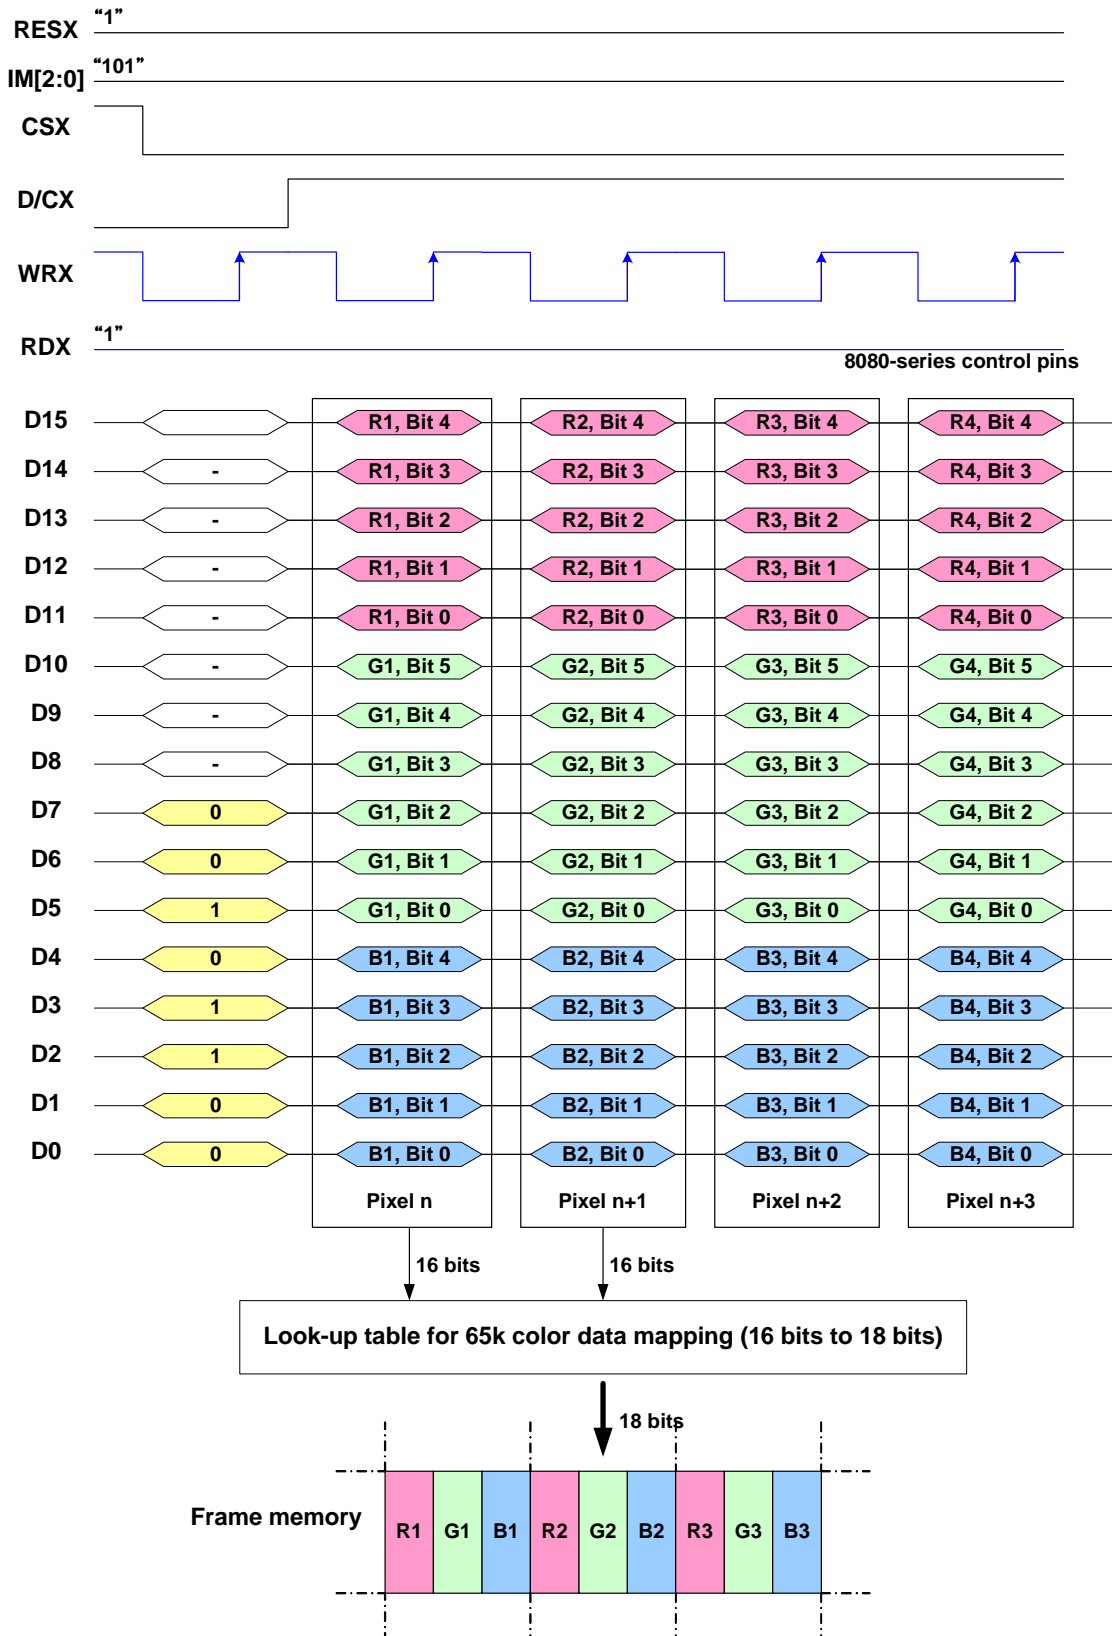 RESX “1”
IM[2:0] “101”
CSX
D/CX
WRX
RDX “1”
8080-series control pins
D15 R1, Bit 4 R2, Bit 4 R3, Bit 4 R4, Bit 4
D14 - R1, Bit 3 R2, Bit 3 R3, Bit 3 R4, Bit 3
D13 - R1, Bit 2 R2, Bit 2 R3, Bit 2 R4, Bit 2
D12 - R1, Bit 1 R2, Bit 1 R3, Bit 1 R4, Bit 1
D11 - R1, Bit 0 R2, Bit 0 R3, Bit 0 R4, Bit 0
D10 - G1, Bit 5 G2, Bit 5 G3, Bit 5 G4, Bit 5
D9 - G1, Bit 4 G2, Bit 4 G3, Bit 4 G4, Bit 4
D8 - G1, Bit 3 G2, Bit 3 G3, Bit 3 G4, Bit 3
D7 0 G1, Bit 2 G2, Bit 2 G3, Bit 2 G4, Bit 2
D6 0 G1, Bit 1 G2, Bit 1 G3, Bit 1 G4, Bit 1
D5 1 G1, Bit 0 G2, Bit 0 G3, Bit 0 G4, Bit 0
D4 0 B1, Bit 4 B2, Bit 4 B3, Bit 4 B4, Bit 4
D3 1 B1, Bit 3 B2, Bit 3 B3, Bit 3 B4, Bit 3
D2 1 B1, Bit 2 B2, Bit 2 B3, Bit 2 B4, Bit 2
D1 0 B1, Bit 1 B2, Bit 1 B3, Bit 1 B4, Bit 1
D0 0 B1, Bit 0 B2, Bit 0 B3, Bit 0 B4, Bit 0
Pixel n Pixel n+1 Pixel n+2 Pixel n+3
16 bits 16 bits
Look-up table for 65k color data mapping (16 bits to 18 bits)
18 bits
Frame memory R1 G1 B1 R2 G2 B2 R3 G3 B3